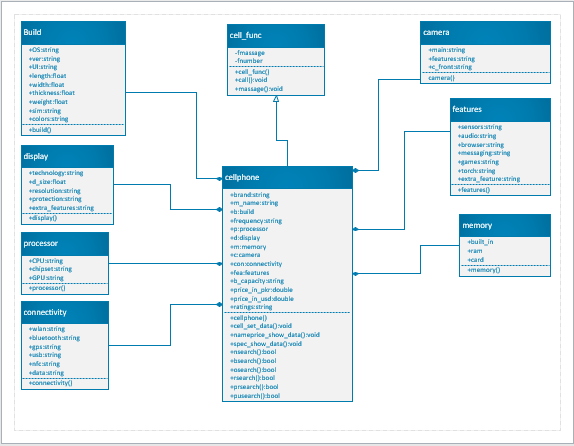 Build
+OS:string
+ver:string
+UI:string
+length:float
+width:float
+thickness:float
+weight:float
+sim:string
+colors:string
+build()
cell_func
-fmassage
-fnumber
+cell_func()
+call():void
+massage():void
camera
+main:string
+features:string
+c_front:string
camera()
features
+sensors:string
+audio:string
+browser:string
+messaging:string
+games:string
+torch:string
+extra_feature:string
+features()
display
+technology:string
+d_size:float
+resolution:string
+protection:string
+extra_features:string
+display()
cellphone
+brand:string
+m_name:string
+b:build
+frequency:string
+p:processor
+d:display
+m:memory
+c:camera
+con:connectivity
+fea:features
+b_capacity:string
+price_in_pkr:double
+price_in_usd:double
+ratings:string
+cellphone()
+cell_set_data():void
+nameprice_show_data():void
+spec_show_data():void
+nsearch():bool
+bsearch():bool
+osearch():bool
+rsearch():bool
+prsearch():bool
+pusearch():bool
memory
+built_in
+ram
+card
+memory()
processor
+CPU:string
+chipset:string
+GPU:string
+processor()
connectivity
+wlan:string
+bluetooth:string
+gps:string
+usb:string
+nfc:string
+data:string
+connectivity()